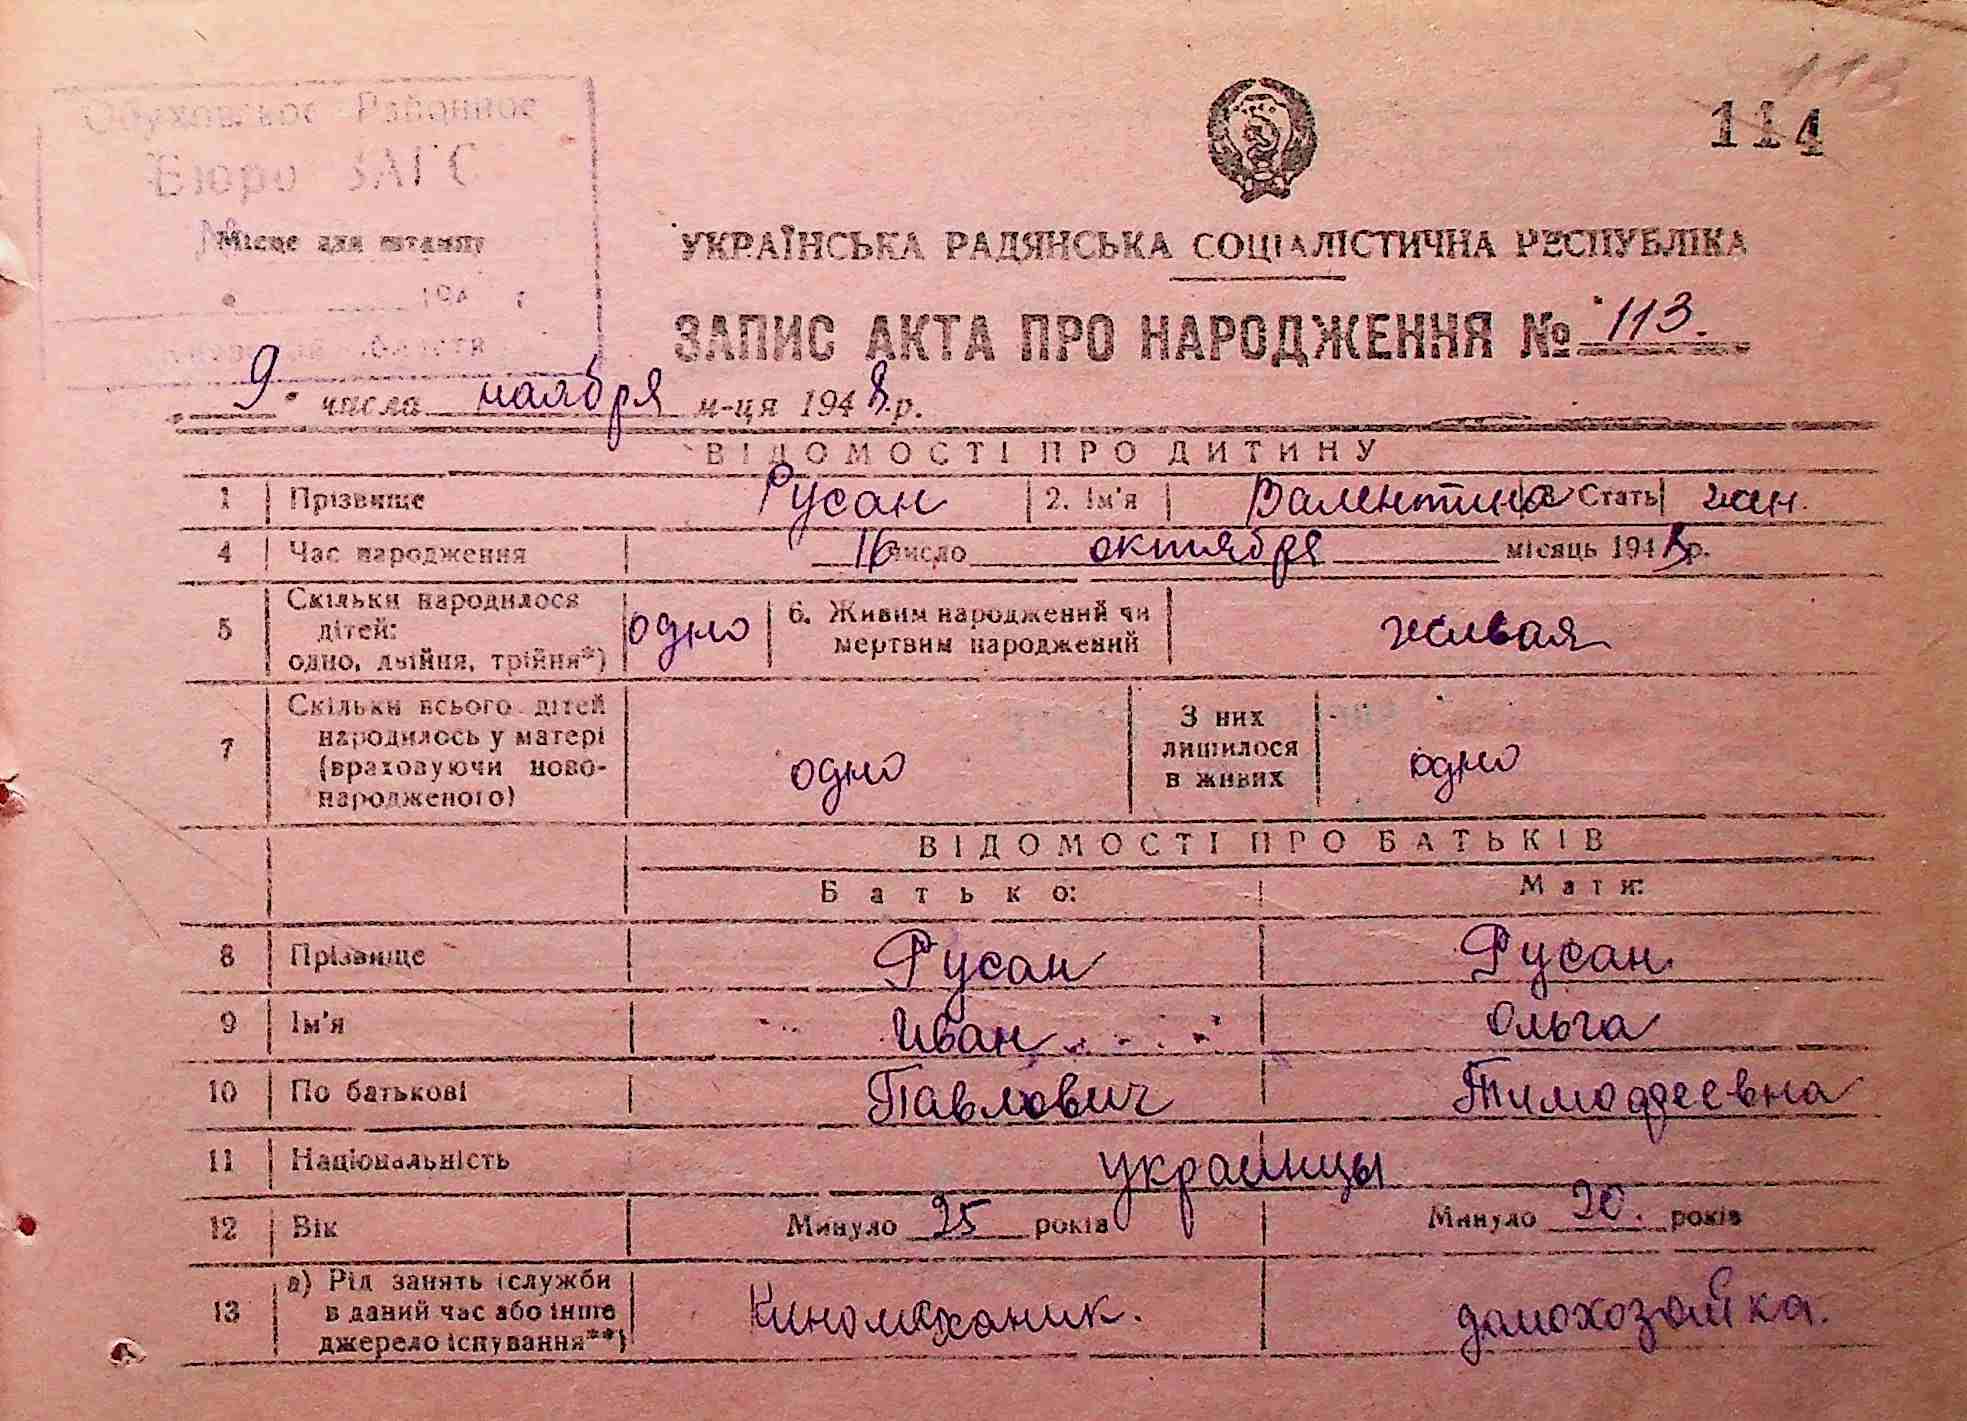 113
114
Обуховское Районное
Бюро ЗАГС
Місце для штампу
194 г
области
УКРАЇНСЬКА РАДЯНСЬКА СОЦІАЛІСТИЧНА РЕСПУБЛІКА
ЗАПИС АКТА ПРО НАРОДЖЕННЯ № 113.
„9" числа ноября м-ця 1948 р.
ВІДОМОСТІ ПРО ДИТИНУ
1 Прізвище Русан 2. Ім'я Валентина 3 Стать жен.
4 Час народження 16 число октября місяць 1948 р.
5 Скільки народилося дітей: одно, двійня, трійня*) одно 6. Живим народжений чи мертвим народжений живая
7 Скільки всього дітей народилось у матері (враховуючи ново-народженого) одно З них лишилося в живих одно
ВІДОМОСТІ ПРО БАТЬКІВ
Батько: Мати:
8 Прізвище Русан Русан
9 Ім'я Иван Ольга
10 По батькові Павлович Тимофеевна
11 Національність украинцы
12 Вік Минуло 25 років Минуло 20. років
13 а) Рід занять (служби в даний час або інше джерело існування**) Киномеханик. домохозайка.